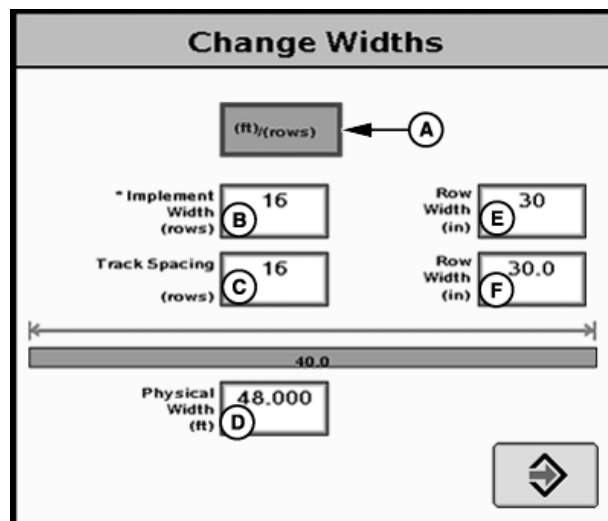 Change Widths
(ft)/(rows)
A
* Implement
Width
(rows)
16
B
Row
Width
(in)
30
E
Track Spacing
(rows)
16
C
Row
Width
(in)
30.0
F
40.0
Physical
Width
(ft)
48.000
D